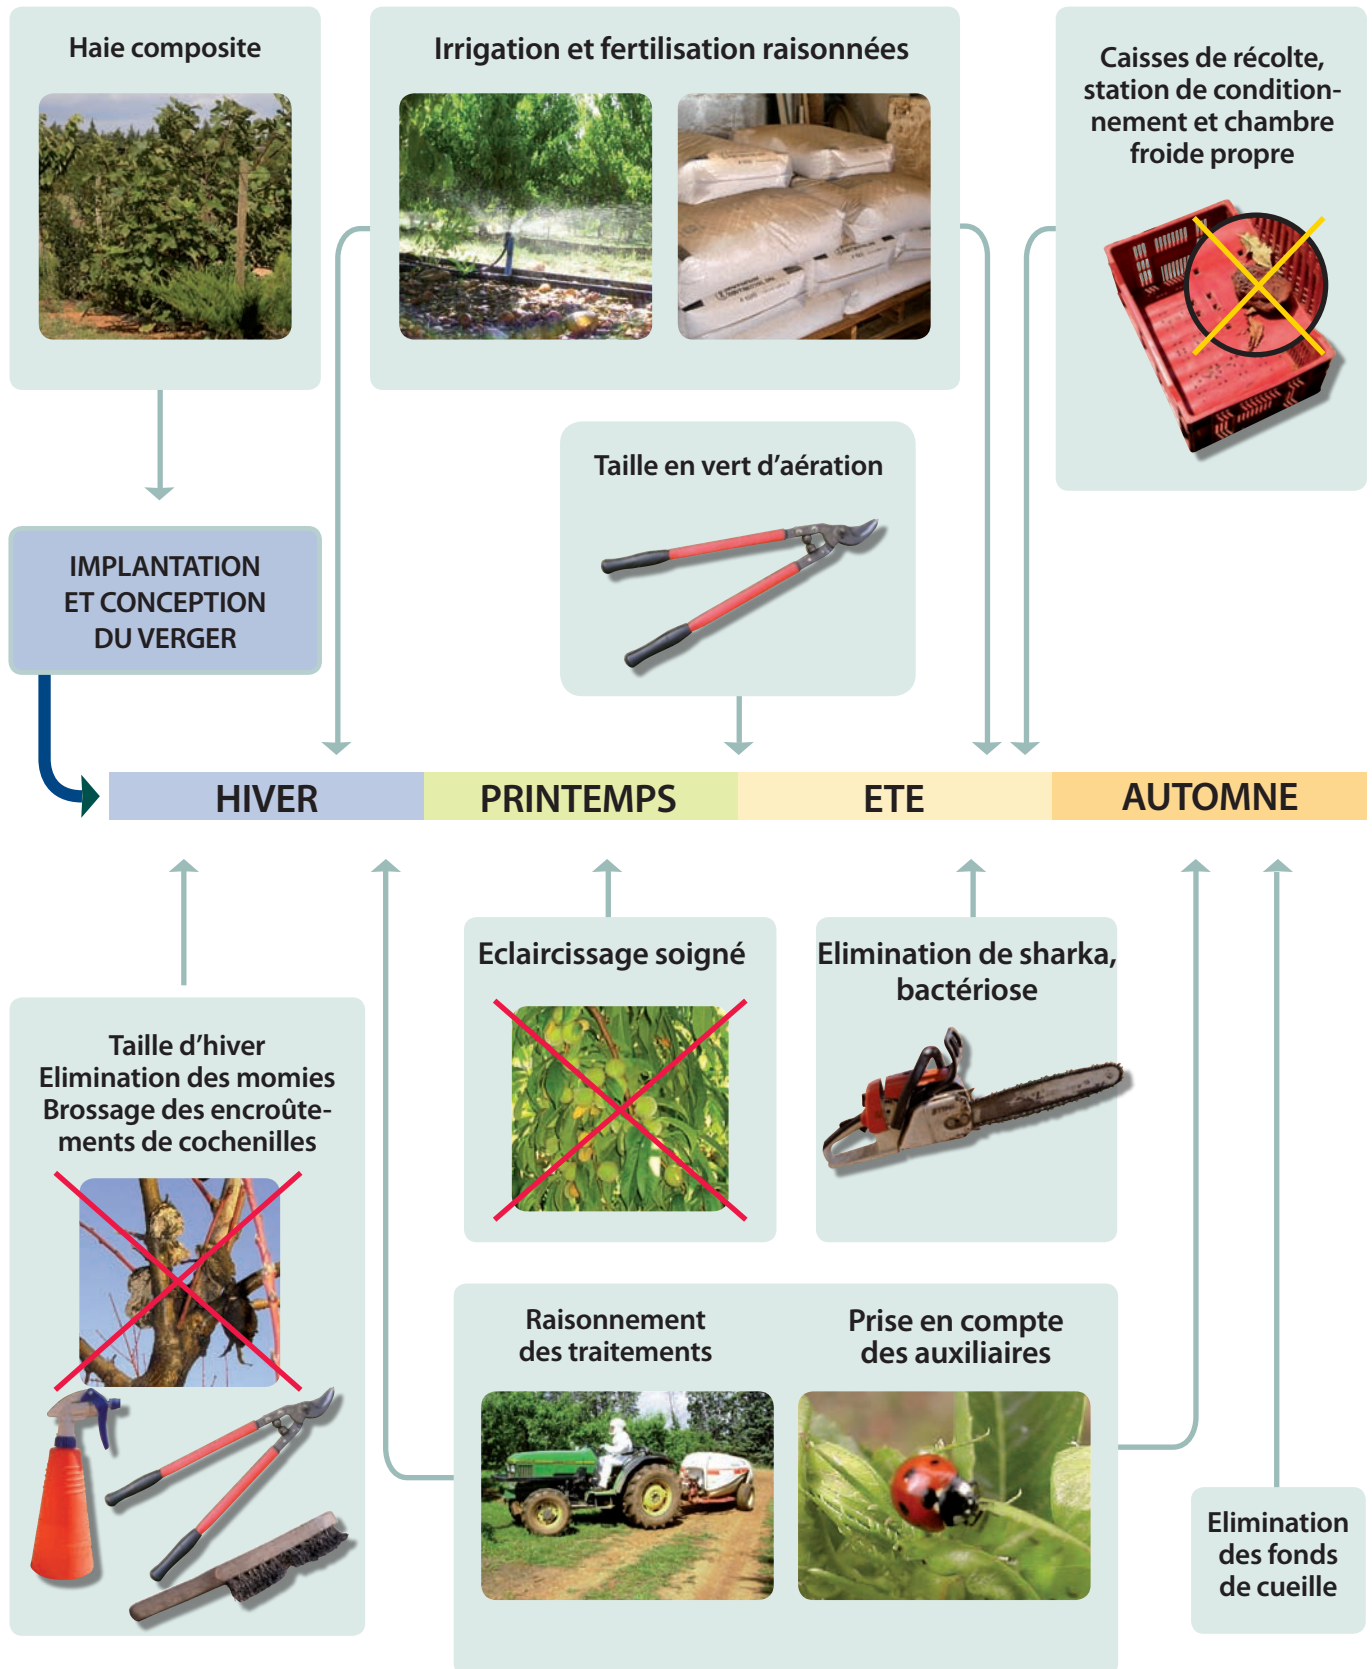 Haie composite
Irrigation et fertilisation raisonnées
Caisses de récolte,
station de condition-
nement et chambre
froide propre
Taille en vert d’aération
IMPLANTATION
ET CONCEPTION
DU VERGER
HIVER
PRINTEMPS
ETE
AUTOMNE
Eclaircissage soigné
Elimination de sharka,
bactériose
Taille d’hiver
Elimination des momies
Brossage des encroûte-
ments de cochenilles
Raisonnement
des traitements
Prise en compte
des auxiliaires
Elimination
des fonds
de cueille